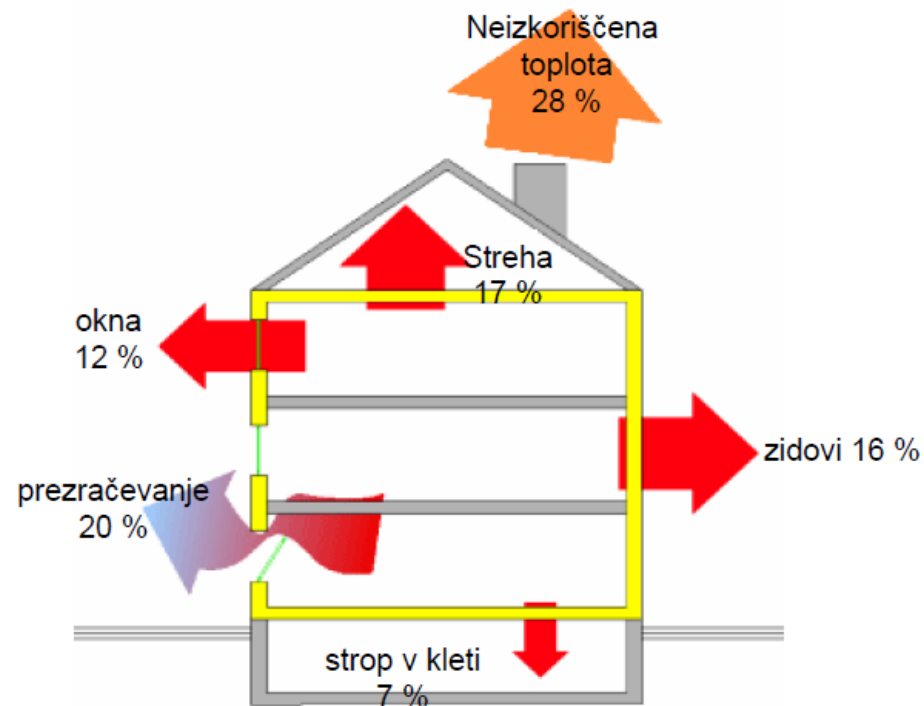 Neizkoriščena
toplota
28 %
Streha
17 %
okna
12 %
zidovi 16 %
prezračevanje
20 %
strop v kleti
7 %